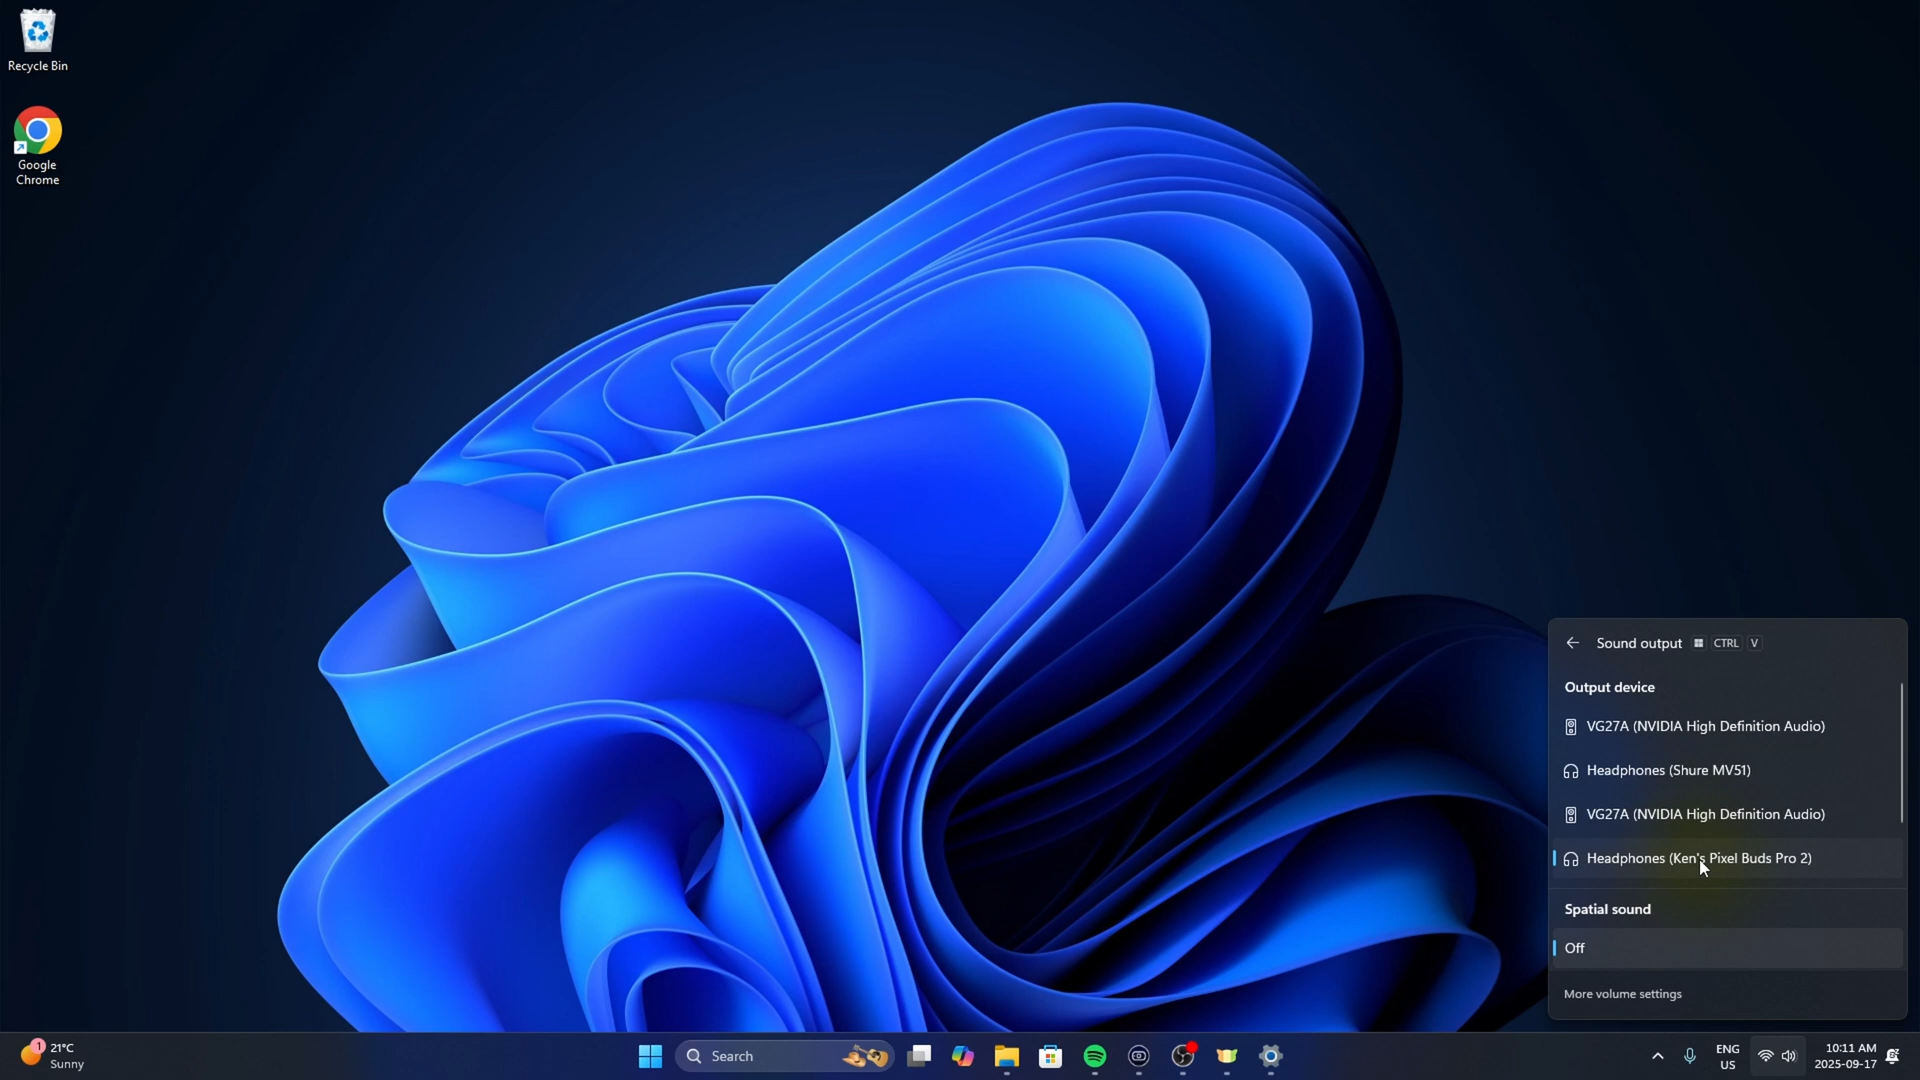 Recycle Bin
Google
Chrome
Sound output CTRL V
Output device
VG27A (NVIDIA High Definition Audio)
Headphones (Shure MV51)
VG27A (NVIDIA High Definition Audio)
Headphones (Ken's Pixel Buds Pro 2)
Spatial sound
Off
More volume settings
1
21°C
Sunny
Search
ENG
US
10:11 AM
2025-09-17